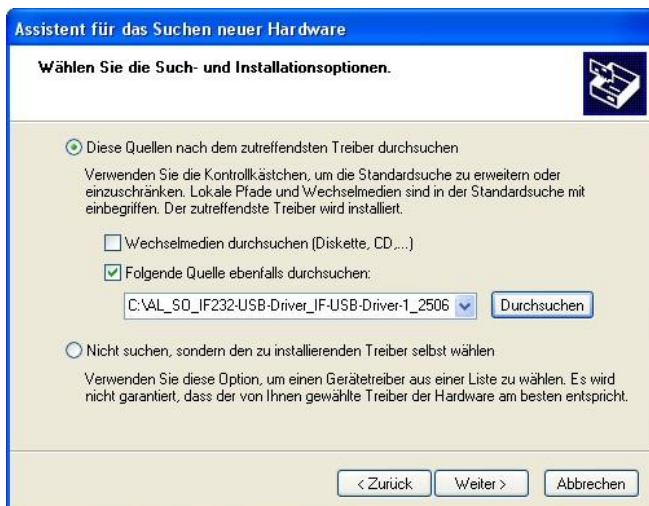 Assistent für das Suchen neuer Hardware
Wählen Sie die Such- und Installationsoptionen.
Diese Quellen nach dem zutreffendsten Treiber durchsuchen
Verwenden Sie die Kontrollkästchen, um die Standardsuche zu erweitern oder
einzuschränken. Lokale Pfade und Wechselmedien sind in der Standardsuche mit
einbegriffen. Der zutreffendste Treiber wird installiert.
Wechselmedien durchsuchen (Diskette, CD,...)
Folgende Quelle ebenfalls durchsuchen:
C:\AL_SO_IF232-USB-Driver_IF-USB-Driver-1_2506
Durchsuchen
Nicht suchen, sondern den zu installierenden Treiber selbst wählen
Verwenden Sie diese Option, um einen Gerätetreiber aus einer Liste zu wählen. Es wird
nicht garantiert, dass der von Ihnen gewählte Treiber der Hardware am besten entspricht.
< Zurück Weiter > Abbrechen